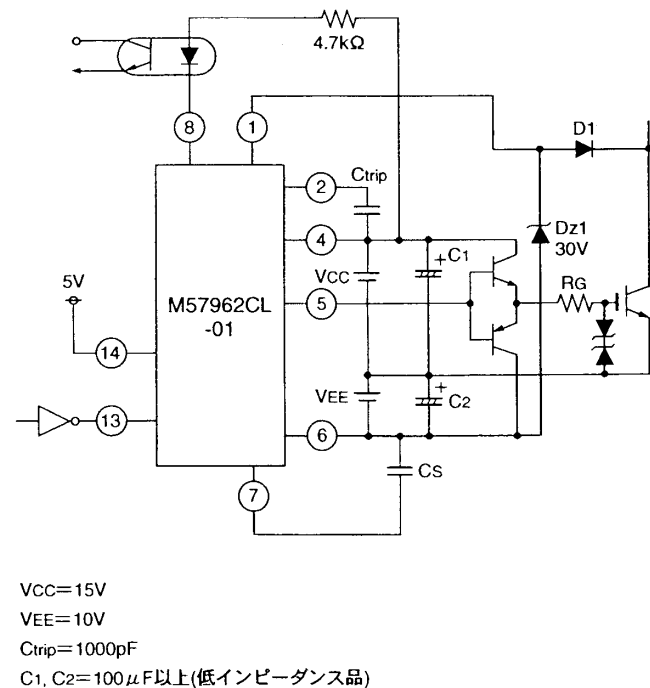 4.7kΩ
8
1
D1
2
Ctrip
4
Dz1
30V
C1
+
VCC
5V
M57962CL
-01
5
RG
14
VEE
+
C2
13
6
CS
7
VCC=15V
VEE=10V
Ctrip=1000pF
C1, C2=100μF以上(低インピーダンス品)